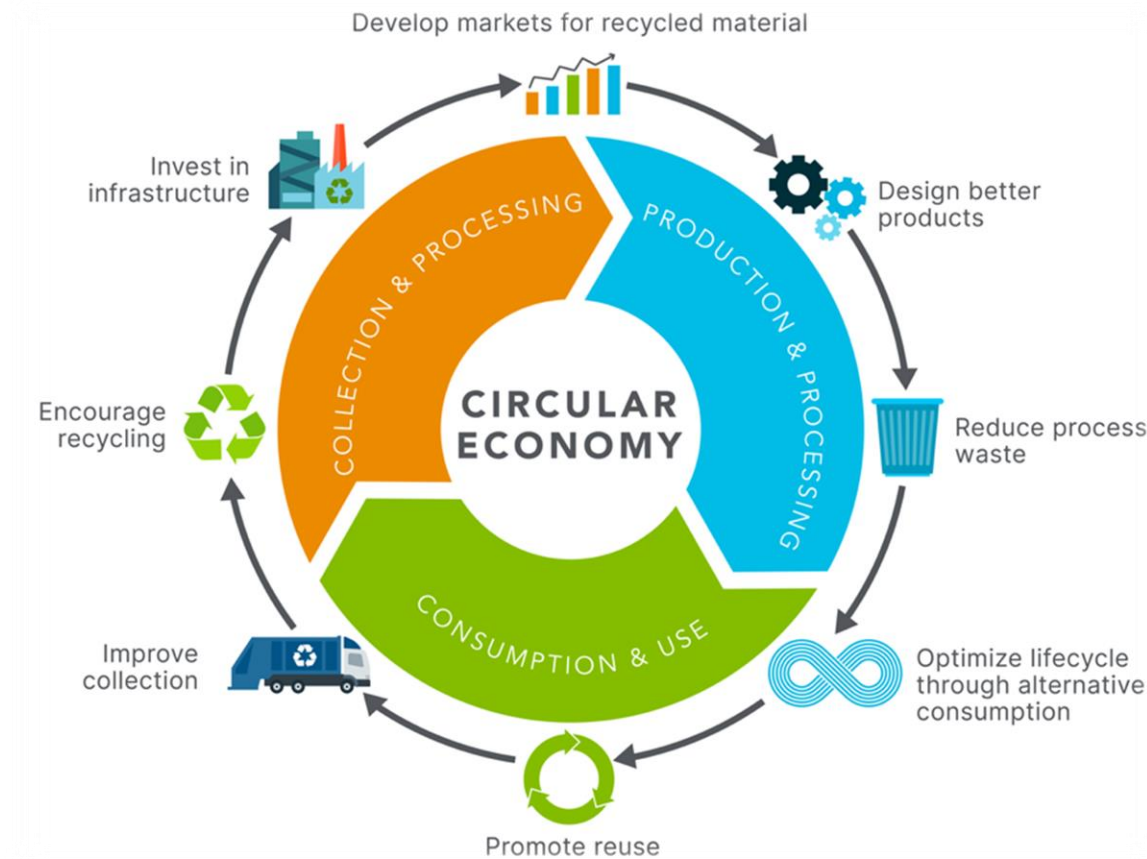 Develop markets for recycled material
Invest in
infrastructure
Design better
products
COLLECTION & PROCESSING
PRODUCTION & PROCESSING
CIRCULAR
ECONOMY
Encourage
recycling
Reduce process
waste
CONSUMPTION & USE
Improve
collection
Optimize lifecycle
through alternative
consumption
Promote reuse